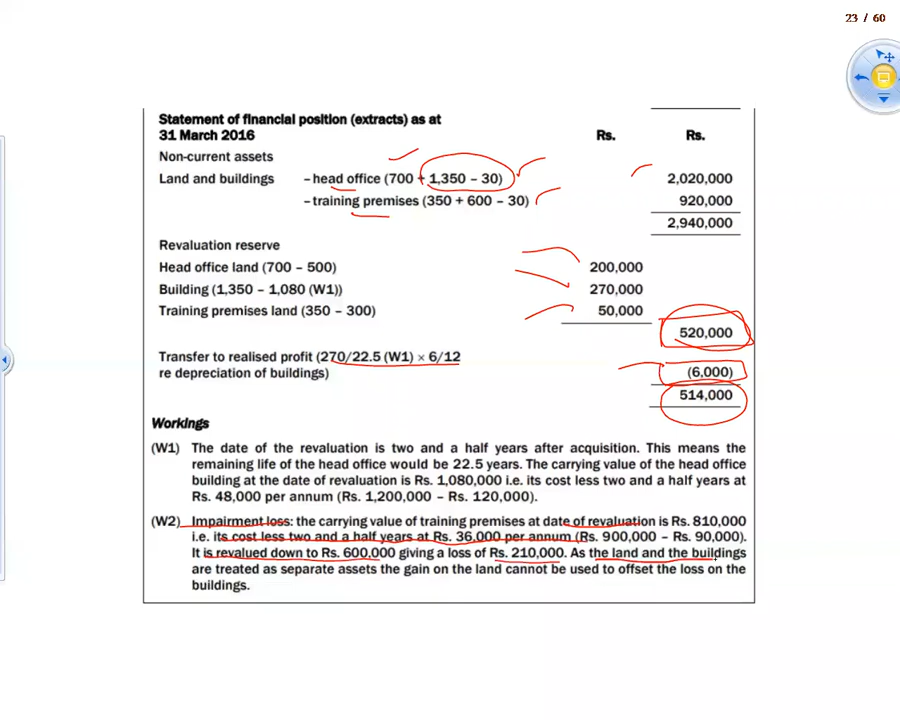 23 / 60
Statement of financial position (extracts) as at
31 March 2016 Rs. Rs.
Non-current assets
Land and buildings – head office (700 + 1,350 – 30) 2,020,000
– training premises (350 + 600 – 30) 920,000
2,940,000
Revaluation reserve
Head office land (700 – 500) 200,000
Building (1,350 – 1,080 (W1)) 270,000
Training premises land (350 – 300) 50,000
520,000
Transfer to realised profit (270/22.5 (W1) × 6/12
re depreciation of buildings) (6,000)
514,000
Workings
(W1) The date of the revaluation is two and a half years after acquisition. This means the
remaining life of the head office would be 22.5 years. The carrying value of the head office
building at the date of revaluation is Rs. 1,080,000 i.e. its cost less two and a half years at
Rs. 48,000 per annum (Rs. 1,200,000 – Rs. 120,000).
(W2) Impairment loss: the carrying value of training premises at date of revaluation is Rs. 810,000
i.e. its cost less two and a half years at Rs. 36,000 per annum (Rs. 900,000 – Rs. 90,000).
It is revalued down to Rs. 600,000 giving a loss of Rs. 210,000. As the land and the buildings
are treated as separate assets the gain on the land cannot be used to offset the loss on the
buildings.